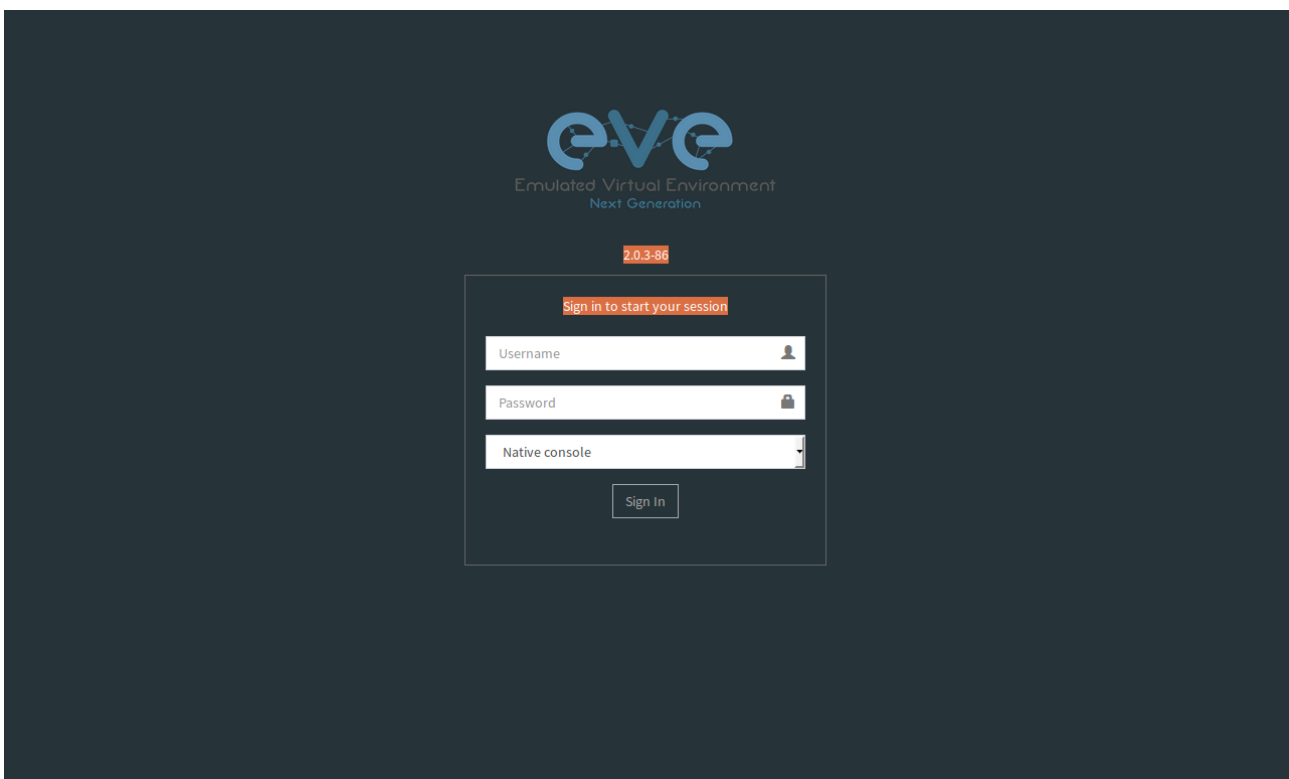 eve
Emulated Virtual Environment
Next Generation
2.0.3-86
Sign in to start your session
Username
Password
Native console
Sign In